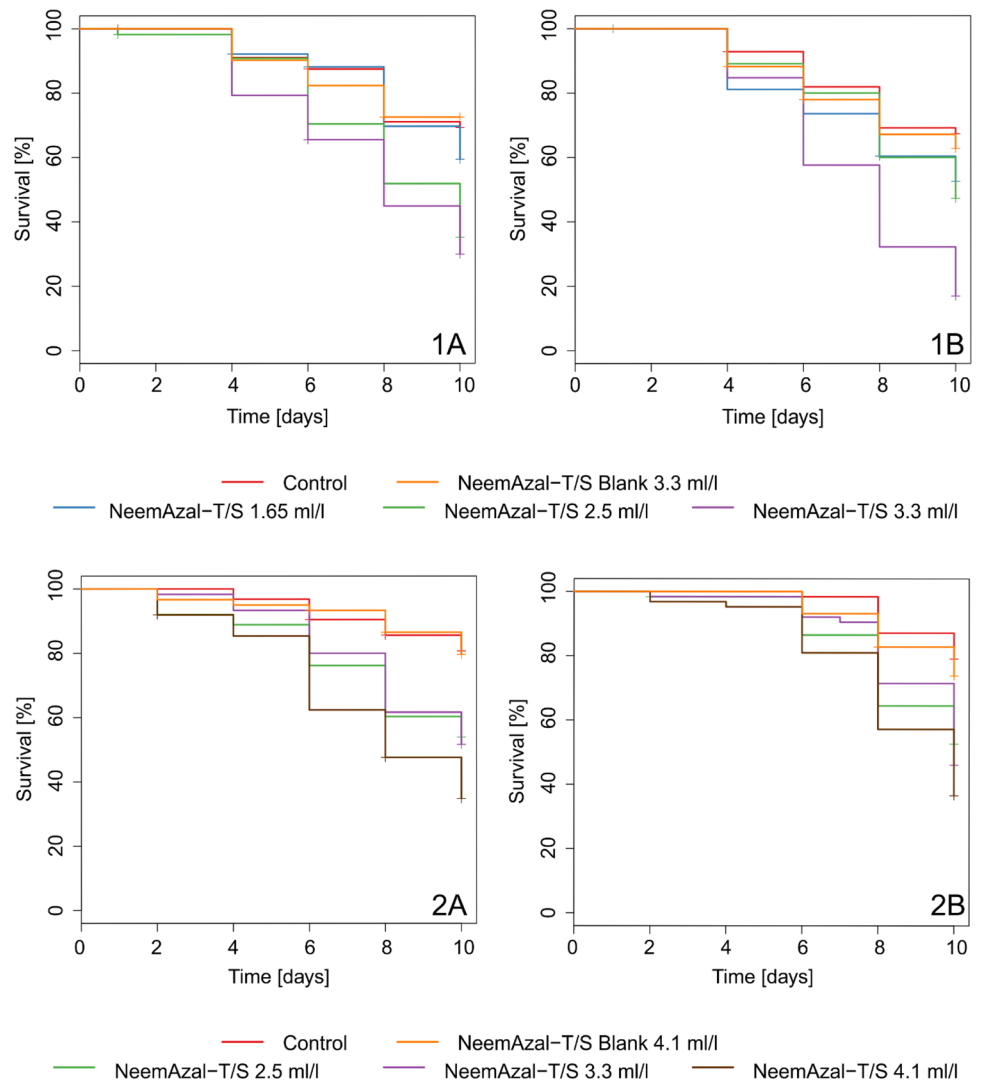 100
80
60
40
20
0
Survival [%]
1A
0 2 4 6 8 10
Time [days]
100
80
60
40
20
0
Survival [%]
1B
0 2 4 6 8 10
Time [days]
Control NeemAzal−T/S Blank 3.3 ml/l
NeemAzal−T/S 1.65 ml/l NeemAzal−T/S 2.5 ml/l NeemAzal−T/S 3.3 ml/l
100
80
60
40
20
0
Survival [%]
2A
0 2 4 6 8 10
Time [days]
100
80
60
40
20
0
Survival [%]
2B
0 2 4 6 8 10
Time [days]
Control NeemAzal−T/S Blank 4.1 ml/l
NeemAzal−T/S 2.5 ml/l NeemAzal−T/S 3.3 ml/l NeemAzal−T/S 4.1 ml/l